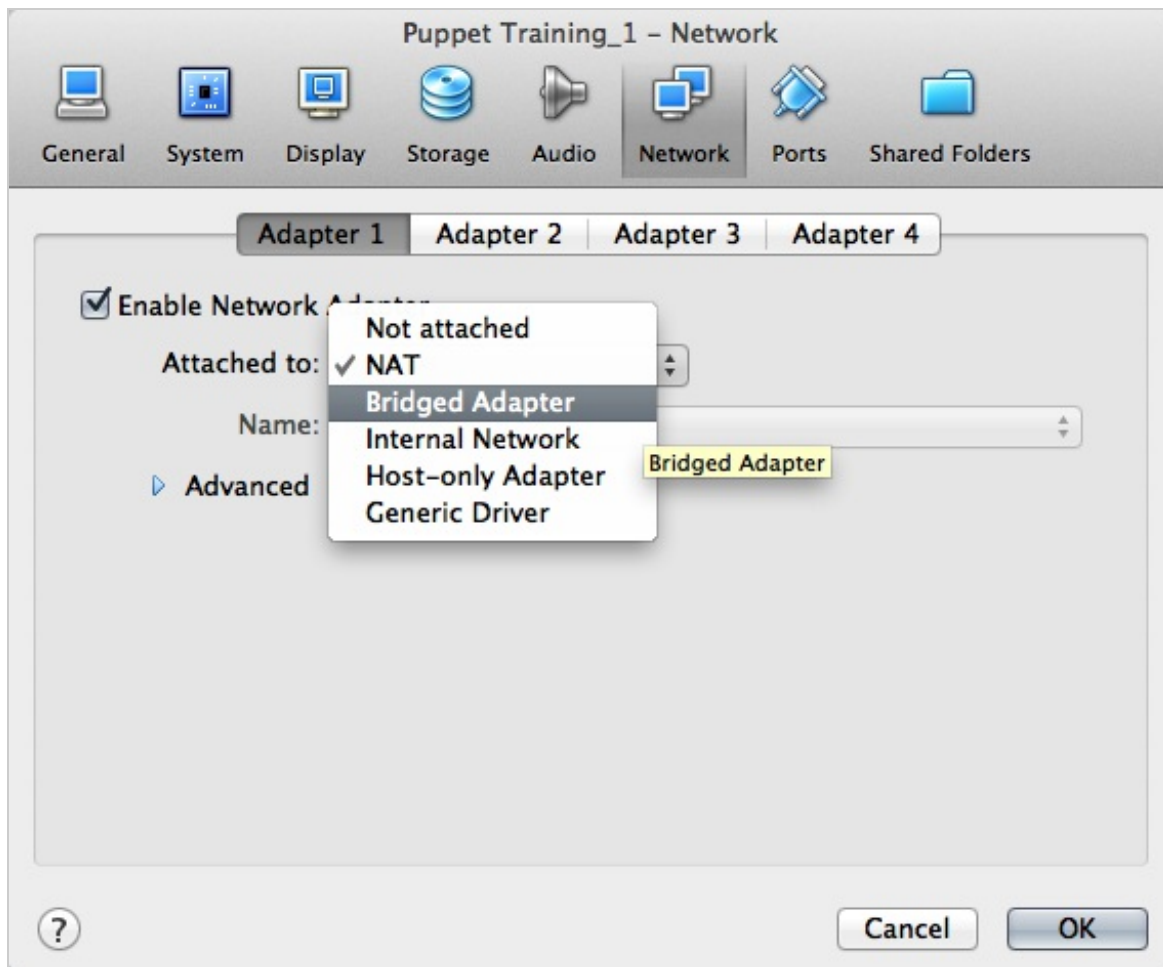 Puppet Training_1 – Network
General System Display Storage Audio Network Ports Shared Folders
Adapter 1 Adapter 2 Adapter 3 Adapter 4
Enable Network Adapter
Not attached
Attached to: ✓ NAT
Bridged Adapter
Name:
Internal Network
Bridged Adapter
Host-only Adapter
Advanced
Generic Driver
? Cancel OK